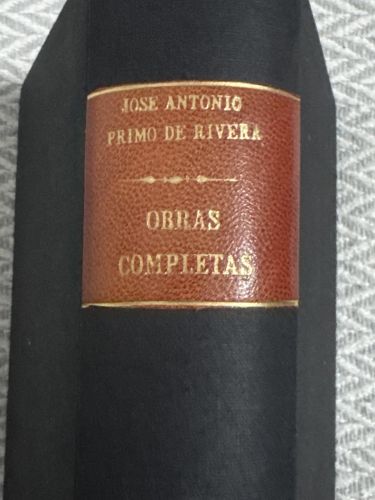 JOSE ANTONIO
PRIMO DE RIVERA
OBRAS
COMPLETAS